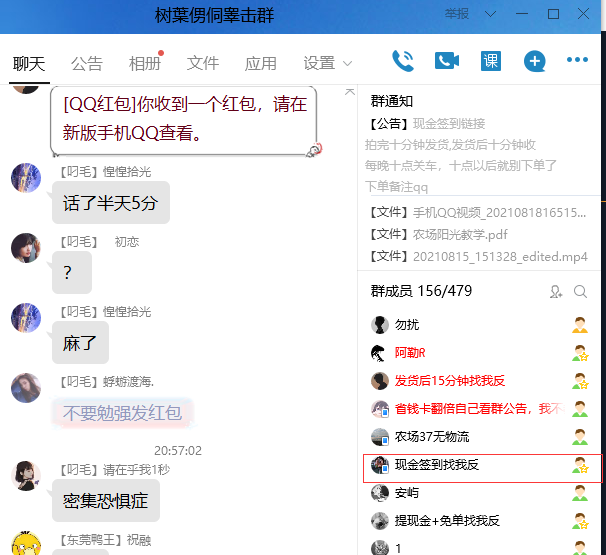 树葉侽侗睾击群
举报
聊天 公告 相册 文件 应用 设置
课
[QQ红包]你收到一个红包，请在
新版手机QQ查看。
【叼毛】惶惶拾光
话了半天5分
【叼毛】 初恋
？
【叼毛】惶惶拾光
麻了
【叼毛】蜉蝣渡海.
不要勉强发红包
20:57:02
【叼毛】请在乎我1秒
密集恐惧症
【东莞鸭王】祝融
群通知
【公告】现金签到链接
拍完十分钟发货,发货后十分钟收
每晚十点关车，十点以后就别下单了
下单备注qq
【文件】手机QQ视频_2021081816515...
【文件】农场阳光教学.pdf
【文件】20210815_151328_edited.mp4
群成员 156/479
勿扰
阿勒R
发货后15分钟找我反
省钱卡翻倍自己看群公告，我不
农场37无物流
现金签到找我反
安屿
提现金+免单找我反
1